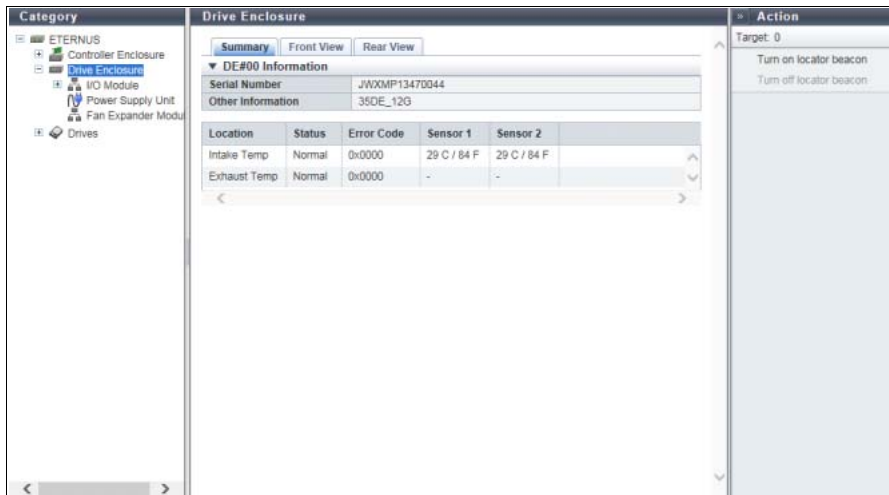 Category
ETERNUS
Controller Enclosure
Drive Enclosure
I/O Module
Power Supply Unit
Fan Expander Modul
Drives
Drive Enclosure
Summary Front View Rear View
DE#00 Information
Serial Number JWXMP13470044
Other Information 35DE_12G
Location Status Error Code Sensor 1 Sensor 2
Intake Temp Normal 0x0000 29 C / 84 F 29 C / 84 F
Exhaust Temp Normal 0x0000 - -
» Action
Target: 0
Turn on locator beacon
Turn off locator beacon